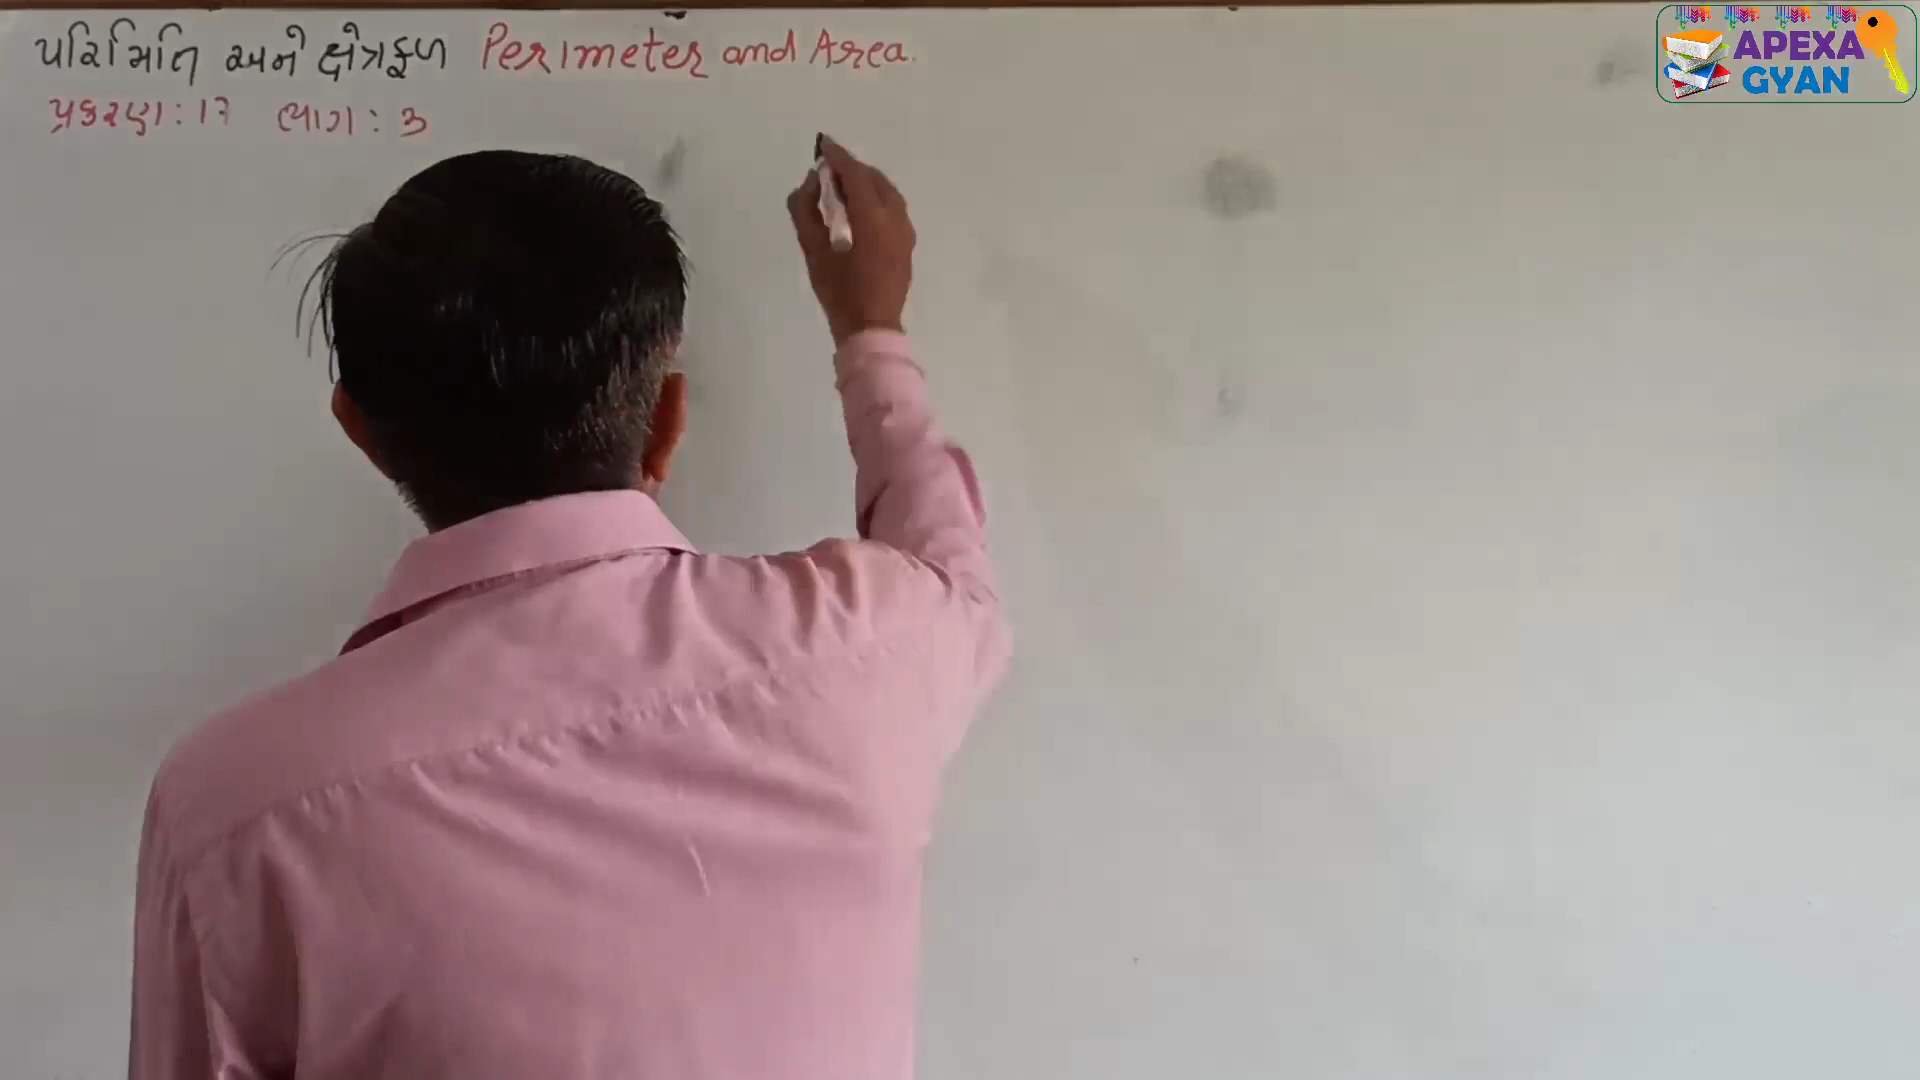 પરિમિતિ અને ક્ષેત્રફળ Perimeter and Area.
પ્રકરણ : 17 ભાગ : 3
APEXA
GYAN